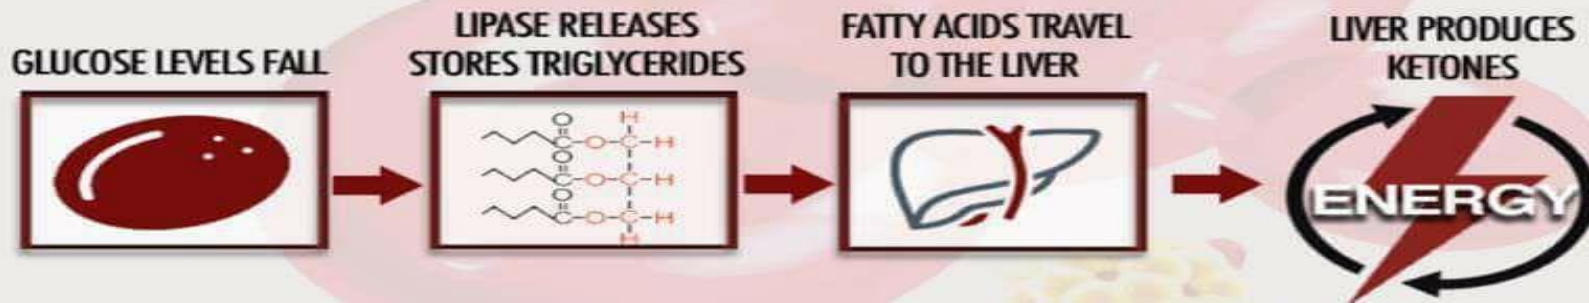 GLUCOSE LEVELS FALL
LIPASE RELEASES
STORES TRIGLYCERIDES
FATTY ACIDS TRAVEL
TO THE LIVER
LIVER PRODUCES
KETONES
O
H
C-O-C-H
O
C-O-C-H
O
C-O-C-H
H
ENERGY